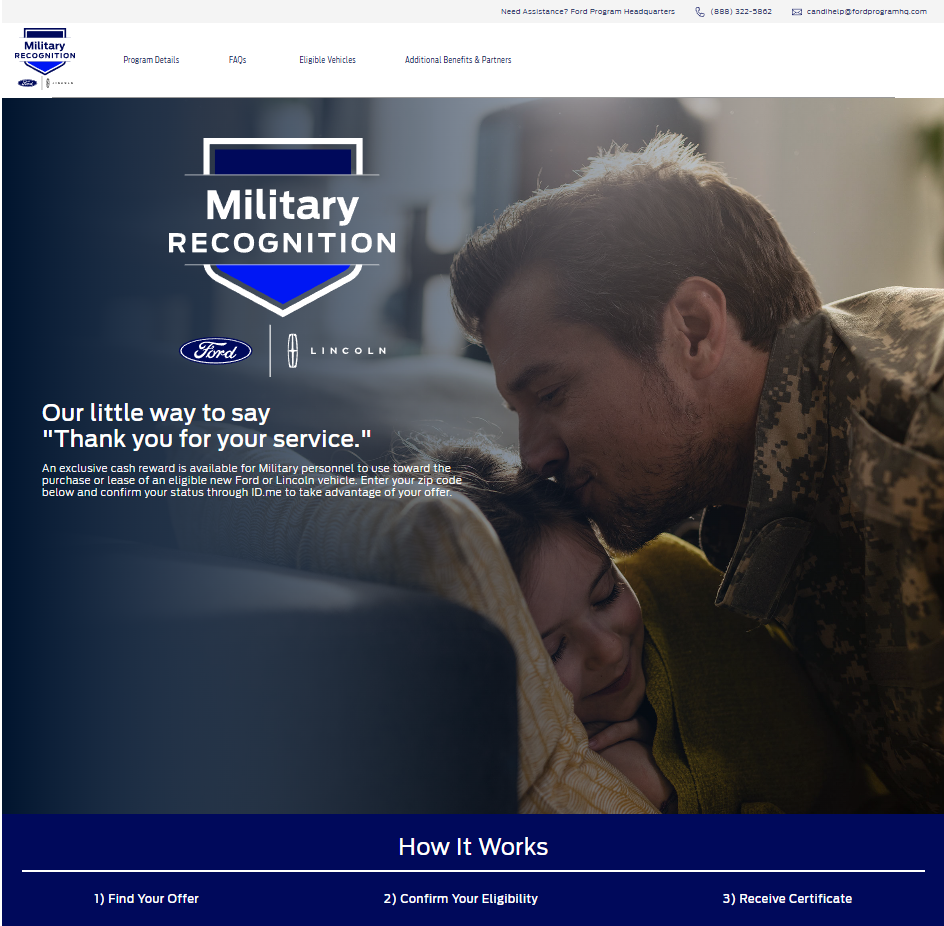 Need Assistance? Ford Program Headquarters (888) 322-5862 candihelp@fordprogramhq.com
Military
RECOGNITION
Ford LINCOLN
Program Details FAQs Eligible Vehicles Additional Benefits & Partners
Military
RECOGNITION
Ford LINCOLN
Our little way to say
"Thank you for your service."
An exclusive cash reward is available for Military personnel to use toward the
purchase or lease of an eligible new Ford or Lincoln vehicle. Enter your zip code
below and confirm your status through ID.me to take advantage of your offer.
How It Works
1) Find Your Offer 2) Confirm Your Eligibility 3) Receive Certificate